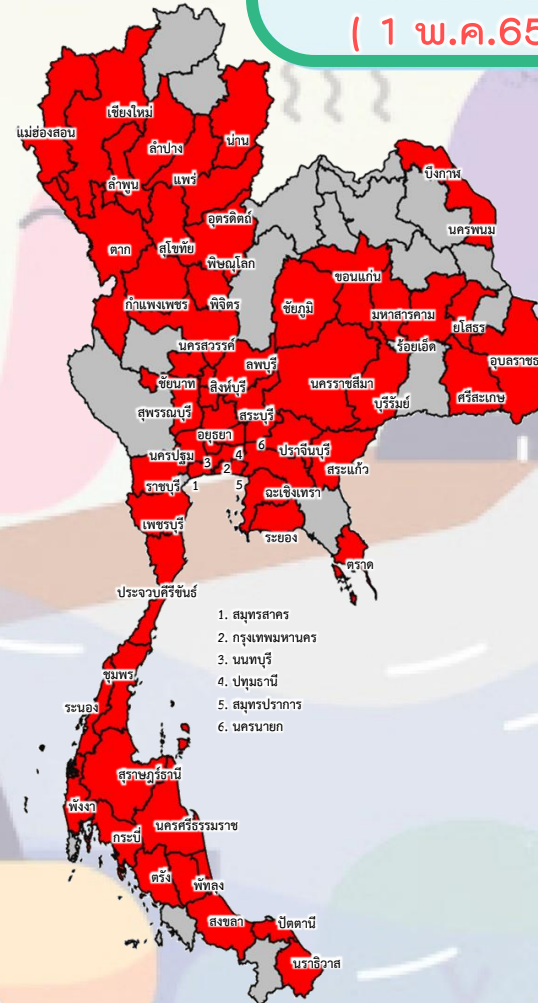 ( 1 พ.ค.65
เชียงใหม่
แม่ฮ่องสอน
น่าน
ลำปาง
บึงกาฬ
แพร่
ลำพูน
อุตรดิตถ์
นครพนม
ตาก
สุโขทัย
พิษณุโลก
ขอนแก่น
กำแพงเพชร
พิจิตร
ชัยภูมิ
มหาสารคาม
ยโสธร
นครสวรรค์
ร้อยเอ็ด
ลพบุรี
อุบลราชธ
ชัยนาท
สิงห์บุรี
นครราชสีมา
ศรีสะเกษ
บุรีรัมย์
สุพรรณบุรี
สระบุรี
อยุธยา
6
ปราจีนบุรี
นครปฐม
4
3
2
สระแก้ว
ราชบุรี
1
5
ฉะเชิงเทรา
เพชรบุรี
ระยอง
ตราด
ประจวบคีรีขันธ์
1. สมุทรสาคร
2. กรุงเทพมหานคร
3. นนทบุรี
4. ปทุมธานี
5. สมุทรปราการ
6. นครนายก
ชุมพร
ระนอง
สุราษฎร์ธานี
พังงา
นครศรีธรรมราช
กระบี่
ตรัง
พัทลุง
สงขลา
ปัตตานี
นราธิวาส